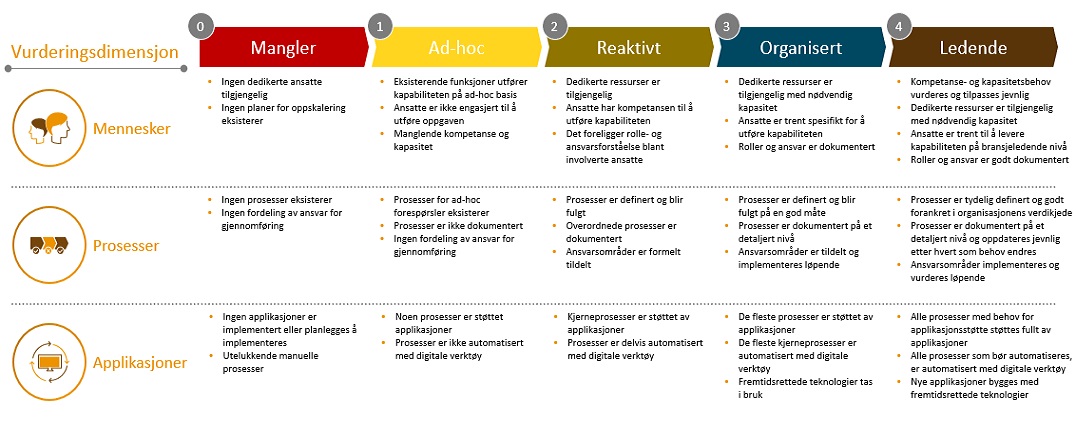 Vurderingsdimensjon
0
Mangler
1
Ad-hoc
2
Reaktivt
3
Organisert
4
Ledende
Mennesker
• Ingen dedikerte ansatte
tilgjengelig
• Ingen planer for oppskalering
eksisterer
• Eksisterende funksjoner utfører
kapabiliteten på ad-hoc basis
• Ansatte er ikke engasjert til å
utføre oppgaven
• Manglende kompetanse og
kapasitet
• Dedikerte ressurser er
tilgjengelig
• Ansatte har kompetansen til å
utføre kapabiliteten
• Det foreligger rolle- og
ansvarsforståelse blant
involverte ansatte
• Dedikerte ressurser er
tilgjengelig med nødvendig
kapasitet
• Ansatte er trent spesifikt for å
utføre kapabiliteten
• Roller og ansvar er dokumentert
• Kompetanse- og kapasitetsbehov
vurderes og tilpasses jevnlig
• Dedikerte ressurser er tilgjengelig
med nødvendig kapasitet
• Ansatte er trent til å levere
kapabiliteten på bransjeledende nivå
• Roller og ansvar er godt dokumentert
Prosesser
• Ingen prosesser eksisterer
• Ingen fordeling av ansvar for
gjennomføring
• Prosesser for ad-hoc
forespørsler eksisterer
• Prosesser er ikke dokumentert
• Ingen fordeling av ansvar for
gjennomføring
• Prosesser er definert og blir
fulgt
• Overordnede prosesser er
dokumentert
• Ansvarsområder er formelt
tildelt
• Prosesser er definert og blir
fulgt på en god måte
• Prosesser er dokumentert på et
detaljert nivå
• Ansvarsområder er tildelt og
implementeres løpende
• Prosesser er tydelig definert og godt
forankret i organisasjonens verdikjede
• Prosesser er dokumentert på et
detaljert nivå og oppdateres jevnlig
etter hvert som behov endres
• Ansvarsområder implementeres og
vurderes løpende
Applikasjoner
• Ingen applikasjoner er
implementert eller planlegges å
implementeres
• Utelukkende manuelle
prosesser
• Noen prosesser er støttet
applikasjoner
• Prosesser er ikke automatisert
med digitale verktøy
• Kjerneprosesser er støttet av
applikasjoner
• Prosesser er delvis automatisert
med digitale verktøy
• De fleste prosesser er støttet av
applikasjoner
• De fleste kjerneprosesser er
automatisert med digitale
verktøy
• Fremtidsrettede teknologier tas
i bruk
• Alle prosesser med behov for
applikasjonsstøtte støttes fullt av
applikasjoner
• Alle prosesser som bør automatiseres,
er automatisert med digitale verktøy
• Nye applikasjoner bygges med
fremtidsrettede teknologier